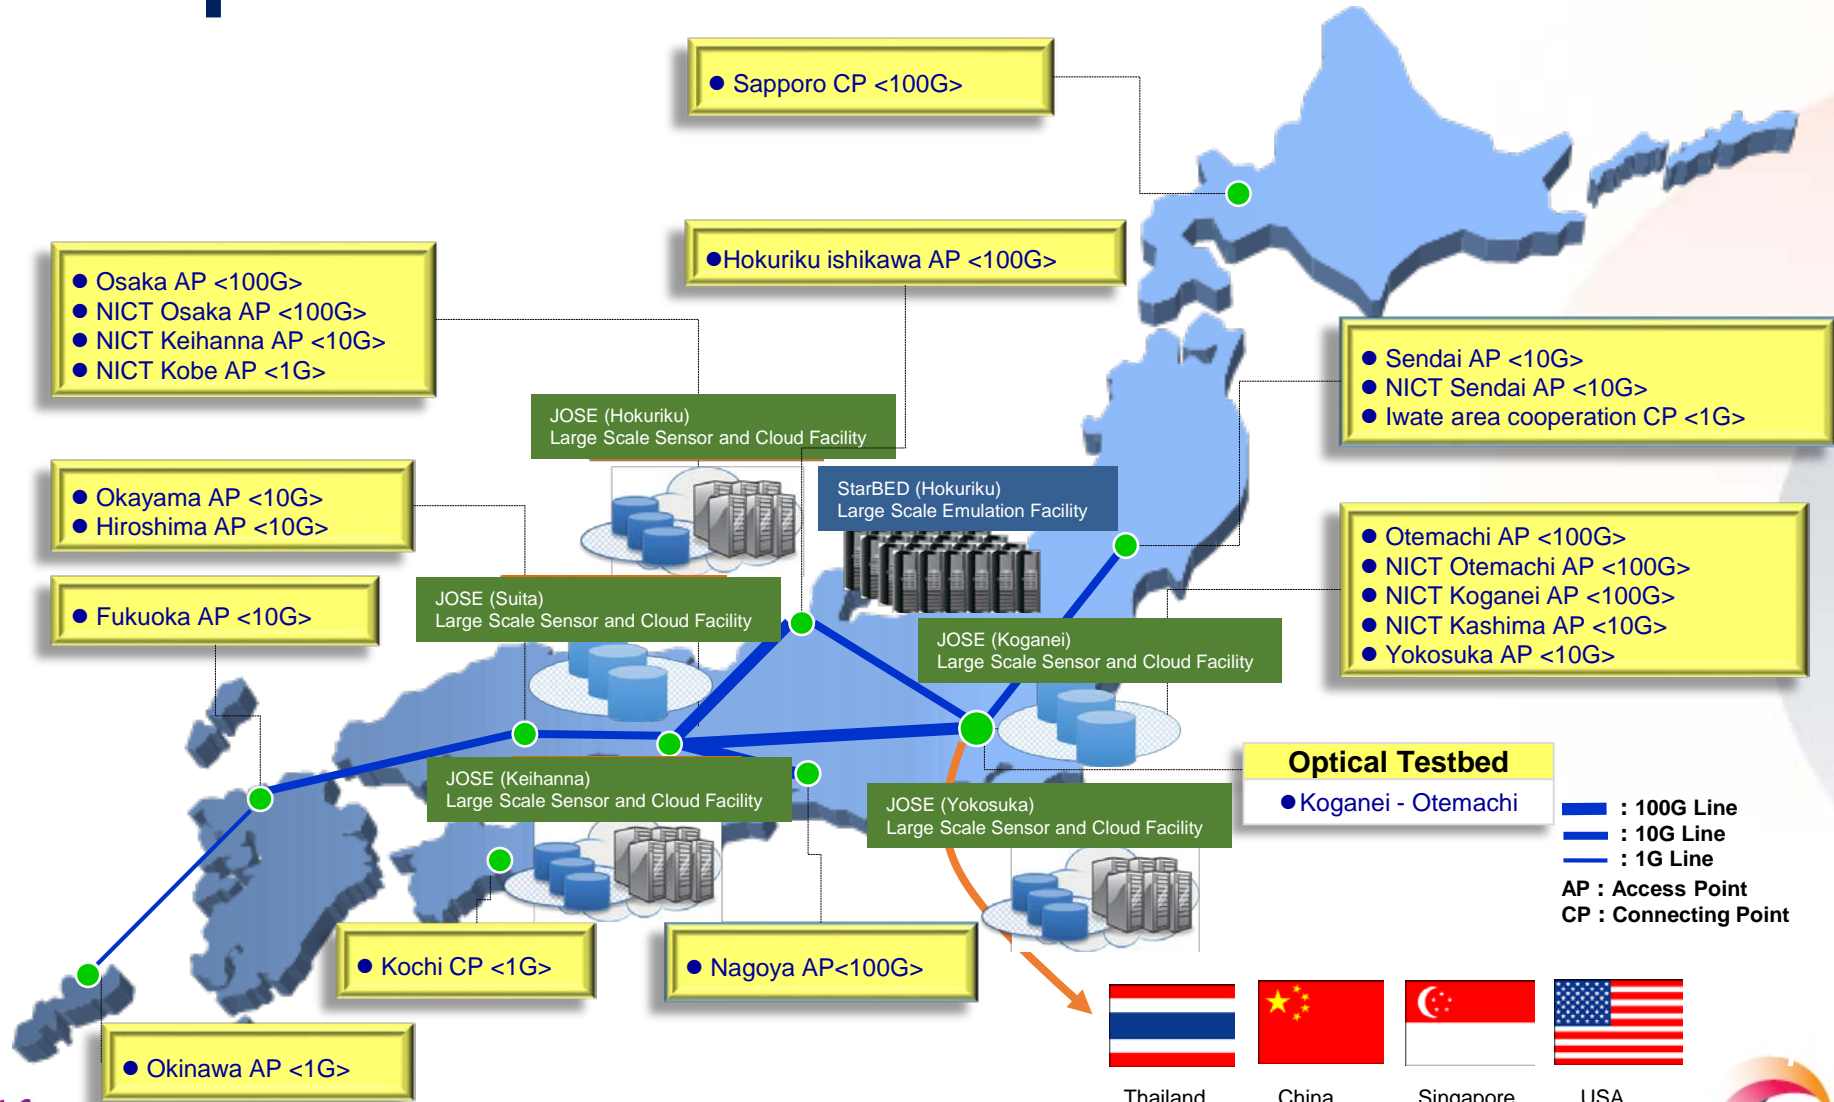 ● Sapporo CP <100G>
● Hokuriku ishikawa AP <100G>
● Osaka AP <100G>
● NICT Osaka AP <100G>
● NICT Keihanna AP <10G>
● NICT Kobe AP <1G>
● Sendai AP <10G>
● NICT Sendai AP <10G>
● Iwate area cooperation CP <1G>
JOSE (Hokuriku)
Large Scale Sensor and Cloud Facility
StarBED (Hokuriku)
Large Scale Emulation Facility
● Okayama AP <10G>
● Hiroshima AP <10G>
● Otemachi AP <100G>
● NICT Otemachi AP <100G>
● NICT Koganei AP <100G>
● NICT Kashima AP <10G>
● Yokosuka AP <10G>
● Fukuoka AP <10G>
JOSE (Suita)
Large Scale Sensor and Cloud Facility
JOSE (Koganei)
Large Scale Sensor and Cloud Facility
JOSE (Keihanna)
Large Scale Sensor and Cloud Facility
JOSE (Yokosuka)
Large Scale Sensor and Cloud Facility
Optical Testbed
● Koganei - Otemachi
: 100G Line
: 10G Line
: 1G Line
AP : Access Point
CP : Connecting Point
● Kochi CP <1G>
● Nagoya AP<100G>
● Okinawa AP <1G>
Thailand
China
Singapore
USA